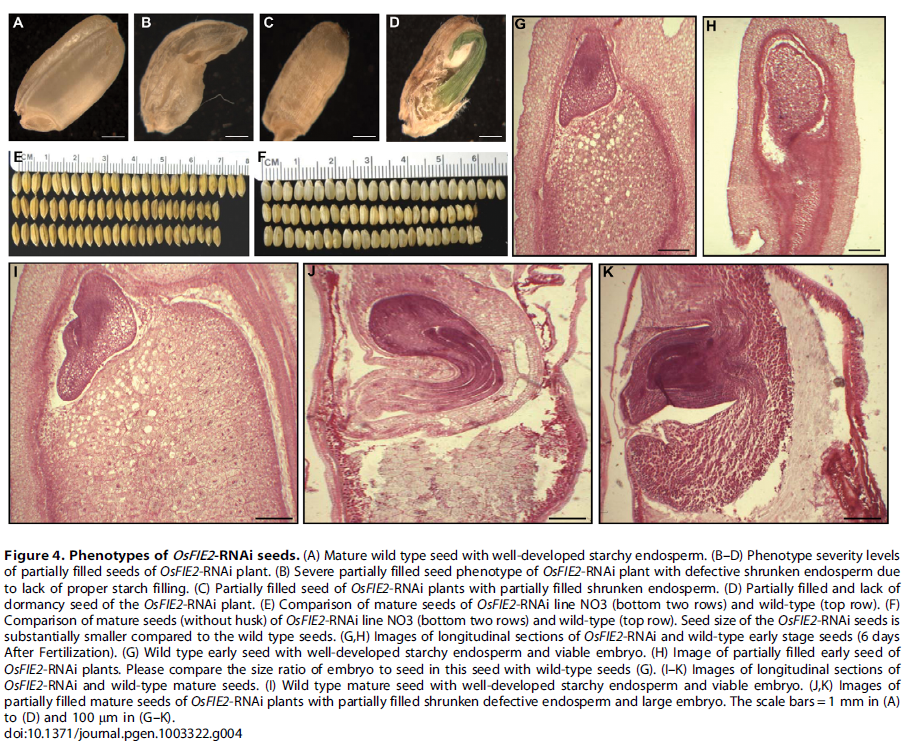 A
B
C
D
G
H
E
CM 1 2 3 4 5 6 7 8
F
CM 1 2 3 4 5 6
I
J
K
Figure 4. Phenotypes of OsFIE2-RNAi seeds. (A) Mature wild type seed with well-developed starchy endosperm. (B–D) Phenotype severity levels
of partially filled seeds of OsFIE2-RNAi plant. (B) Severe partially filled seed phenotype of OsFIE2-RNAi plant with defective shrunken endosperm due
to lack of proper starch filling. (C) Partially filled seed of OsFIE2-RNAi plants with partially filled shrunken endosperm. (D) Partially filled and lack of
dormancy seed of the OsFIE2-RNAi plant. (E) Comparison of mature seeds of OsFIE2-RNAi line NO3 (bottom two rows) and wild-type (top row). (F)
Comparison of mature seeds (without husk) of OsFIE2-RNAi line NO3 (bottom two rows) and wild-type (top row). Seed size of the OsFIE2-RNAi seeds is
substantially smaller compared to the wild type seeds. (G,H) Images of longitudinal sections of OsFIE2-RNAi and wild-type early stage seeds (6 days
After Fertilization). (G) Wild type early seed with well-developed starchy endosperm and viable embryo. (H) Image of partially filled early seed of
OsFIE2-RNAi plants. Please compare the size ratio of embryo to seed in this seed with wild-type seeds (G). (I–K) Images of longitudinal sections of
OsFIE2-RNAi and wild-type mature seeds. (I) Wild type mature seed with well-developed starchy endosperm and viable embryo. (J,K) Images of
partially filled mature seeds of OsFIE2-RNAi plants with partially filled shrunken defective endosperm and large embryo. The scale bars = 1 mm in (A)
to (D) and 100 μm in (G–K).
doi:10.1371/journal.pgen.1003322.g004